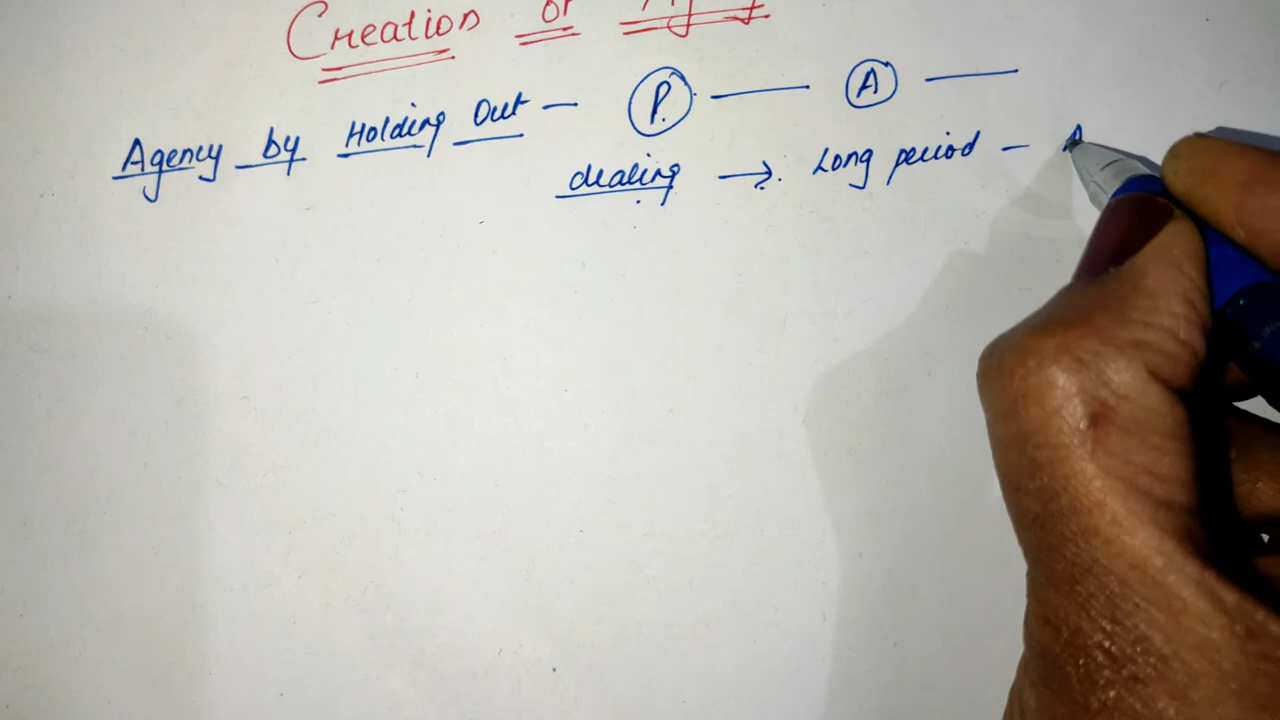 Creation of
Agency by Holding Out — P. — A —
dealing → Long period — A